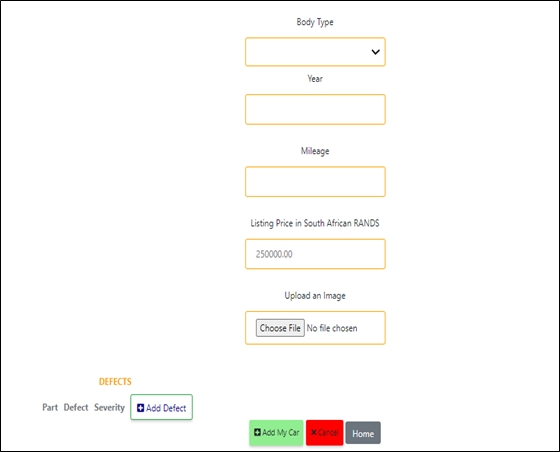 Body Type
Year
Mileage
Listing Price in South African RANDS
250000.00
Upload an Image
Choose File No file chosen
DEFECTS
Part Defect Severity Add Defect
Add My Car Cancel Home